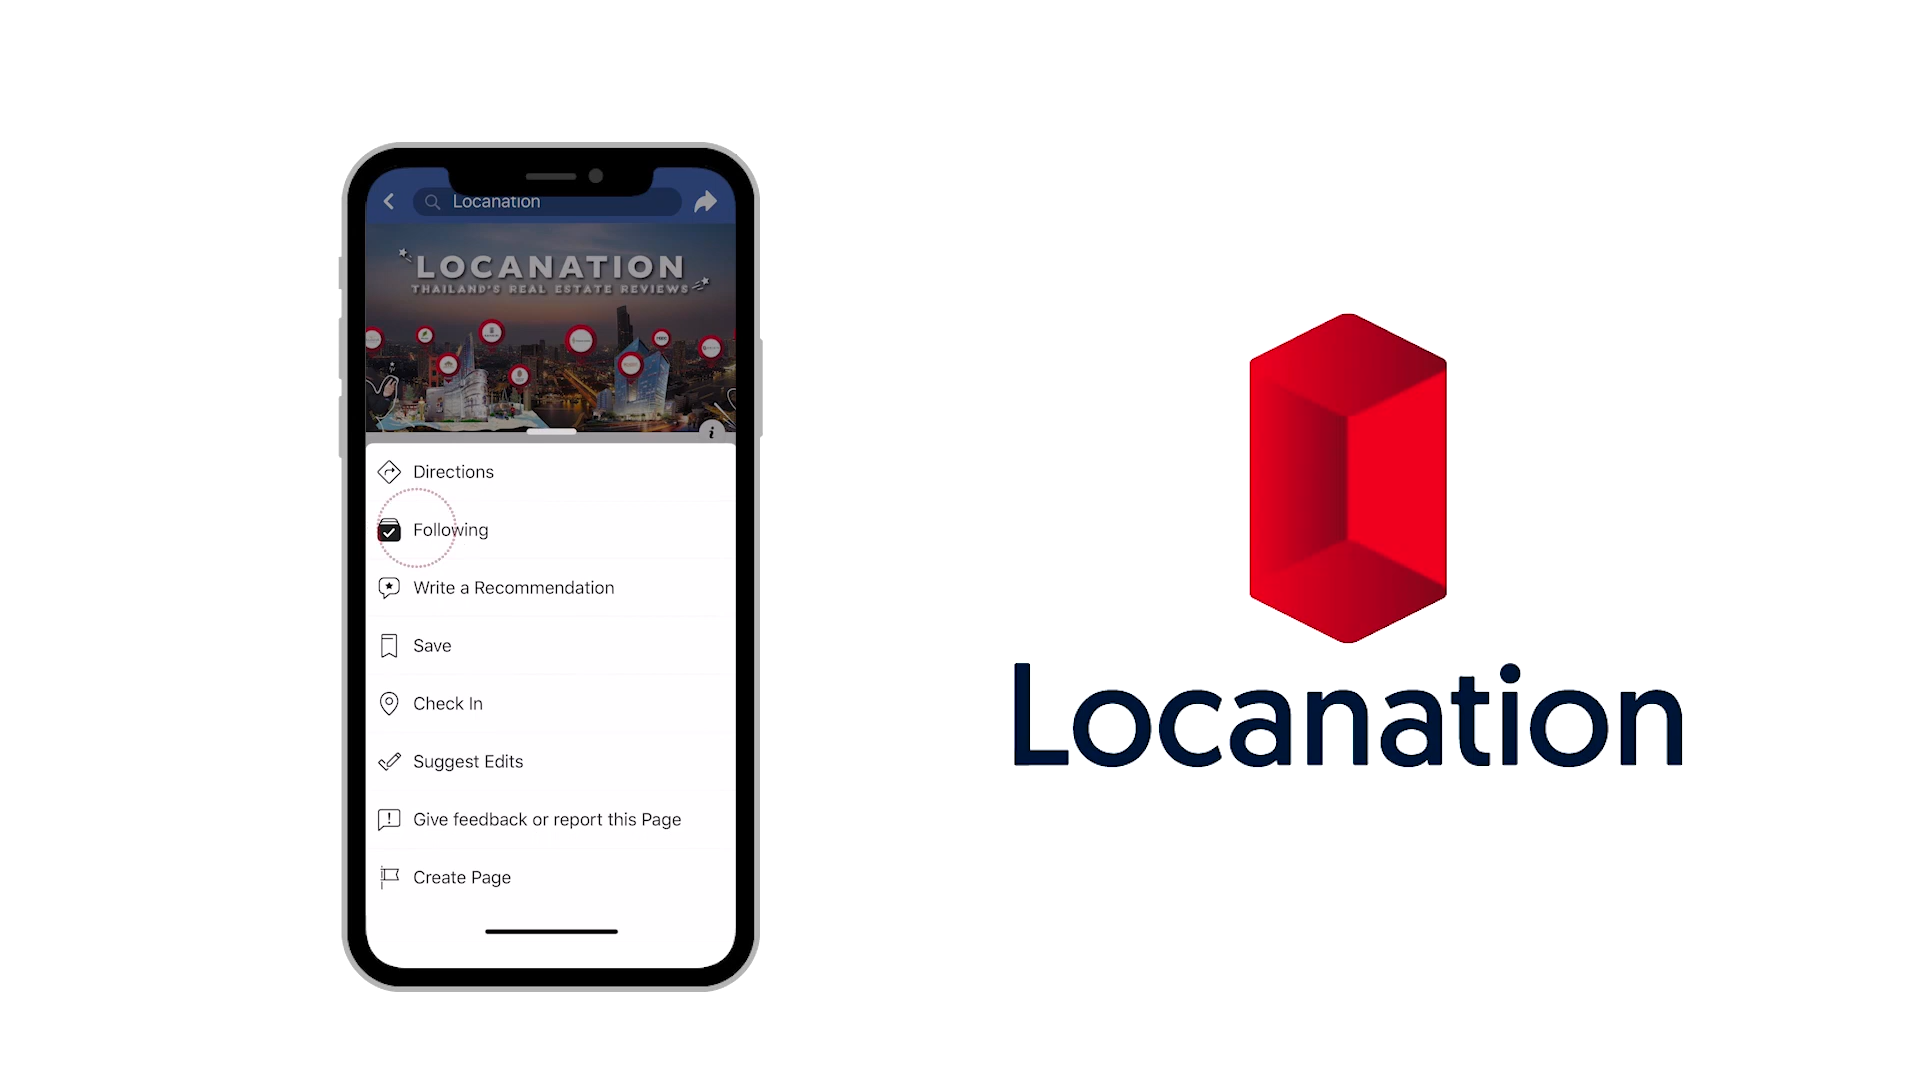 Locanation
LOCANATION
THAILAND'S REAL ESTATE REVIEWS
Directions
Following
Write a Recommendation
Save
Check In
Suggest Edits
Give feedback or report this Page
Create Page
Locanation